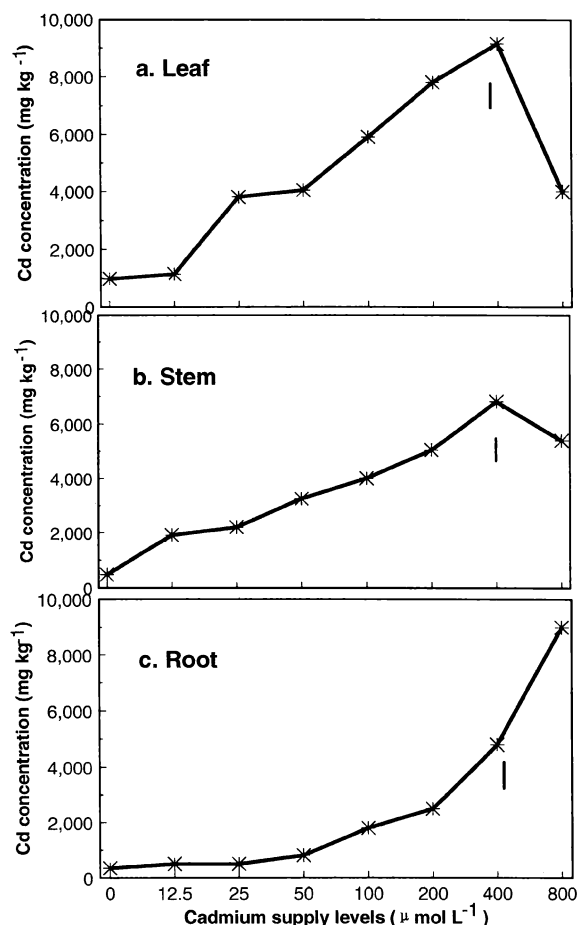 10,000
8,000
6,000
4,000
2,000
0
Cd concentration (mg kg⁻¹)
a. Leaf
10,000
8,000
6,000
4,000
2,000
0
Cd concentration (mg kg⁻¹)
b. Stem
10,000
8,000
6,000
4,000
2,000
0
Cd concentration (mg kg⁻¹)
c. Root
0 12.5 25 50 100 200 400 800
Cadmium supply levels ( μ mol L⁻¹)